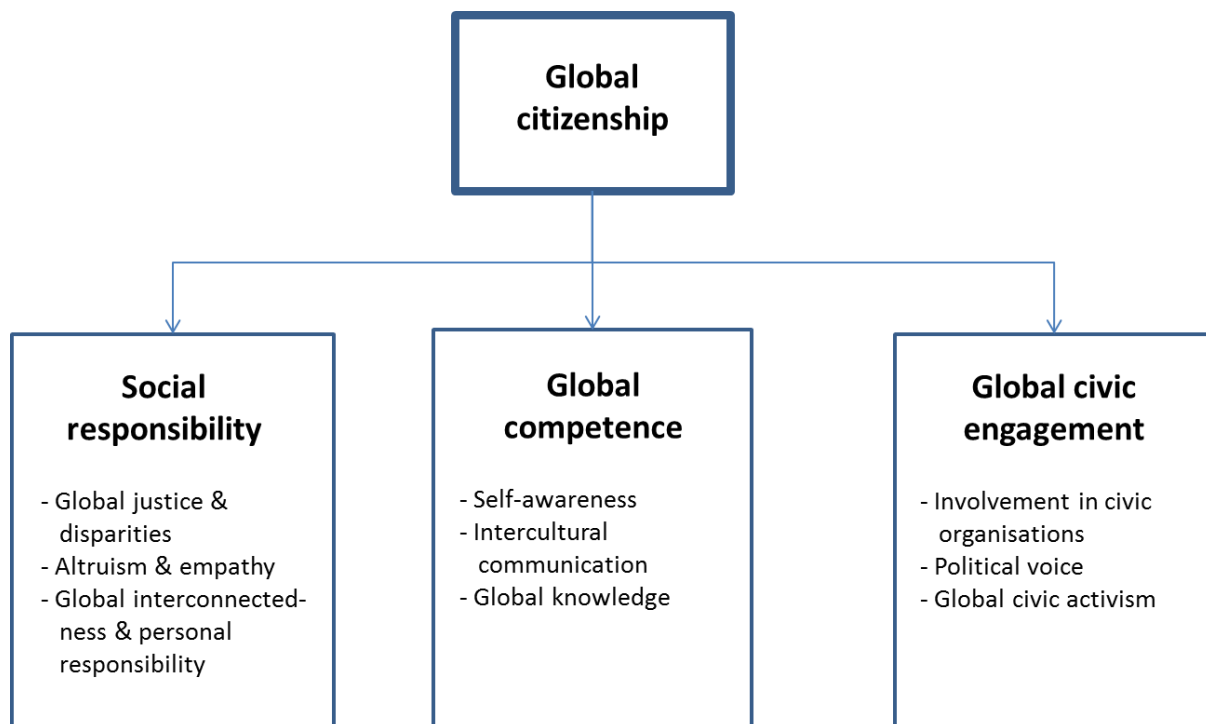 Global
citizenship
Social
responsibility
- Global justice &
disparities
- Altruism & empathy
- Global interconnected-
ness & personal
responsibility
Global
competence
- Self-awareness
- Intercultural
communication
- Global knowledge
Global civic
engagement
- Involvement in civic
organisations
- Political voice
- Global civic activism